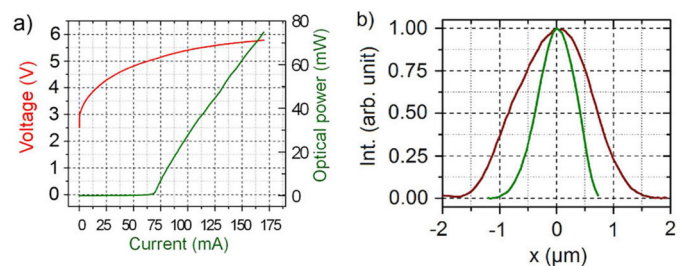 a)
Voltage (V)
6
5
4
3
2
1
0
0 25 50 75 100 125 150 175
Current (mA)
80
60
40
20
0
Optical power (mW)
b)
Int. (arb. unit)
1.00
0.75
0.50
0.25
0.00
-2 -1 0 1 2
x (µm)